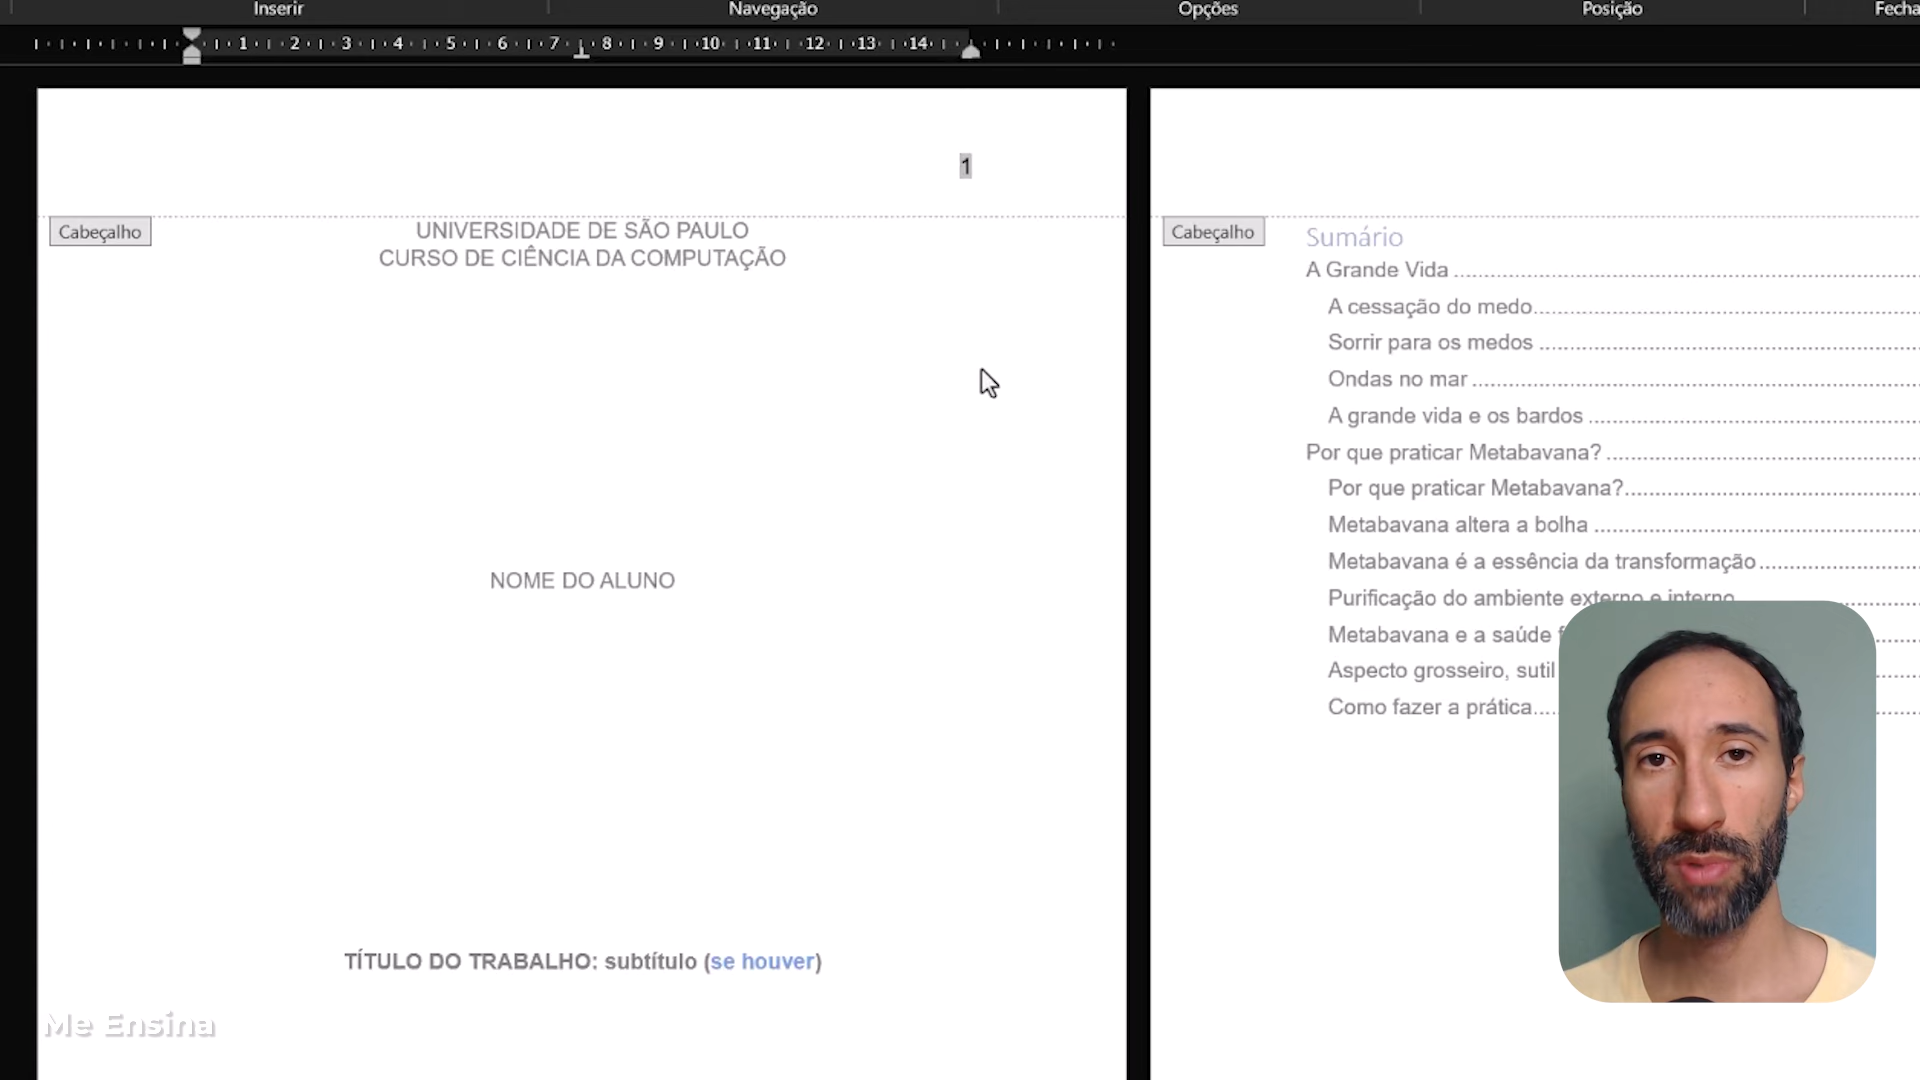 Inserir
Navegação
Opções
Posição
1 2 3 4 5 6 7 8 9 10 11 12 13 14
1
Cabeçalho
UNIVERSIDADE DE SÃO PAULO
CURSO DE CIÊNCIA DA COMPUTAÇÃO
NOME DO ALUNO
TÍTULO DO TRABALHO: subtítulo (se houver)
Me Ensina
Cabeçalho
Sumário
A Grande Vida
A cessação do medo
Sorrir para os medos
Ondas no mar
A grande vida e os bardos
Por que praticar Metabavana?
Por que praticar Metabavana?
Metabavana altera a bolha
Metabavana é a essência da transformação
Purificação do ambiente externo e interno
Metabavana e a saúde
Aspecto grosseiro, sutil
Como fazer a prática